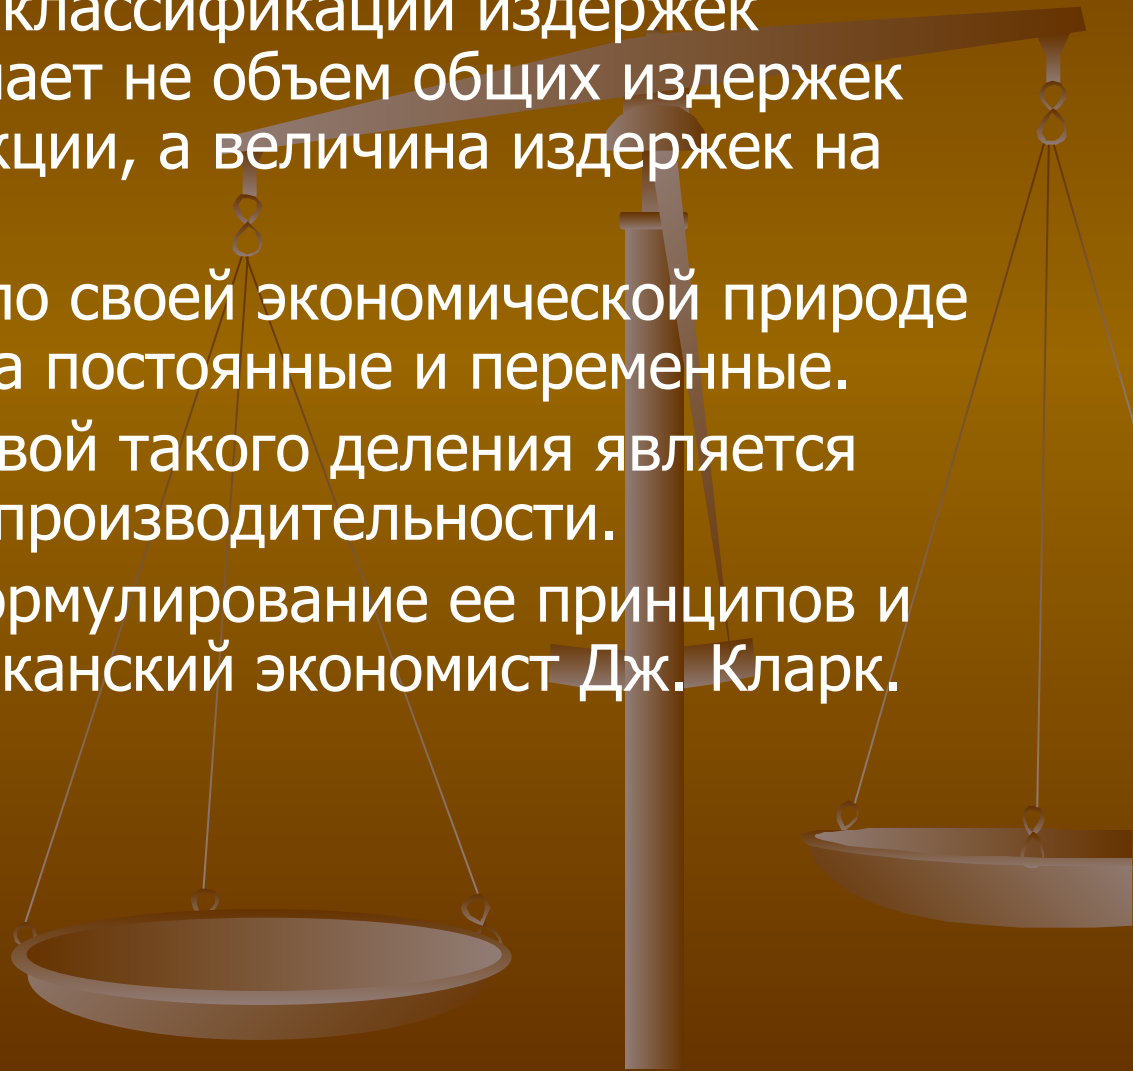 классификации издержек
ает не объем общих издержек
кции, а величина издержек на
по своей экономической природе
а постоянные и переменные.
вой такого деления является
производительности.
ормулирование ее принципов и
канский экономист Дж. Кларк.